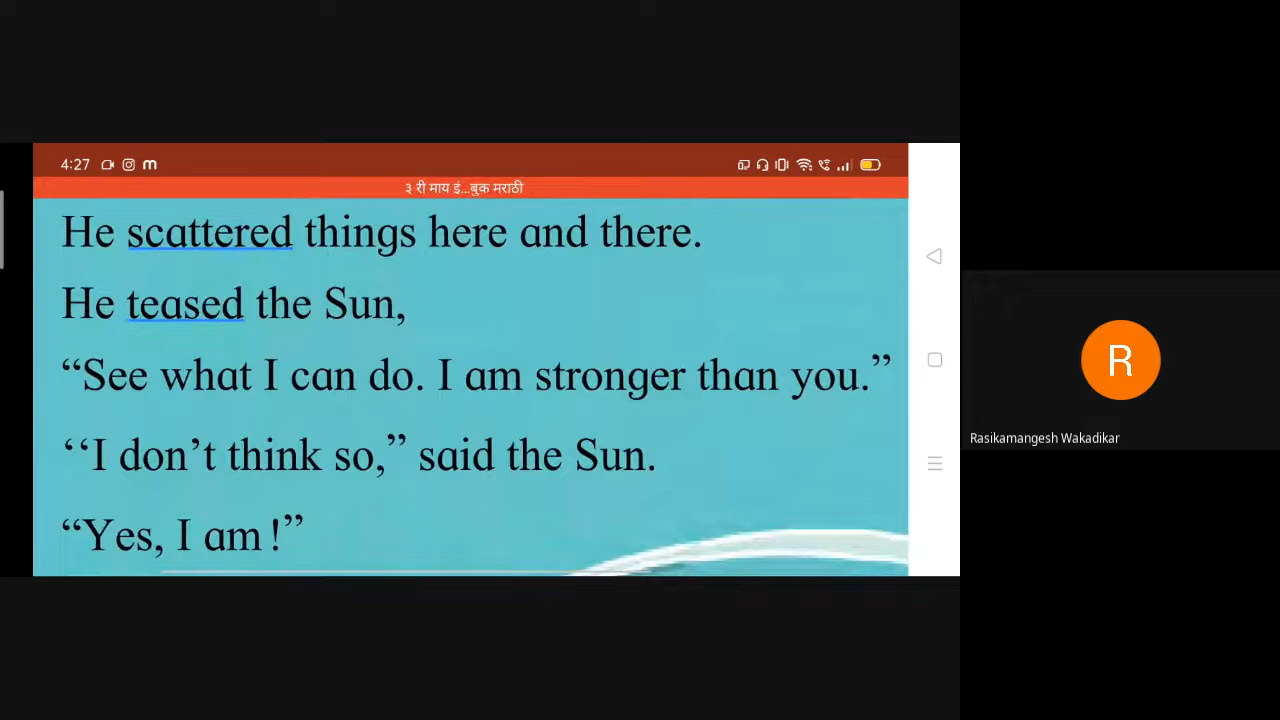 4:27 m
३ री माय इं...बुक मराठी
He scattered things here and there.
He teased the Sun,
“See what I can do. I am stronger than you.”
‘‘I don’t think so,” said the Sun.
“Yes, I am!”
R
Rasikamangesh Wakadikar